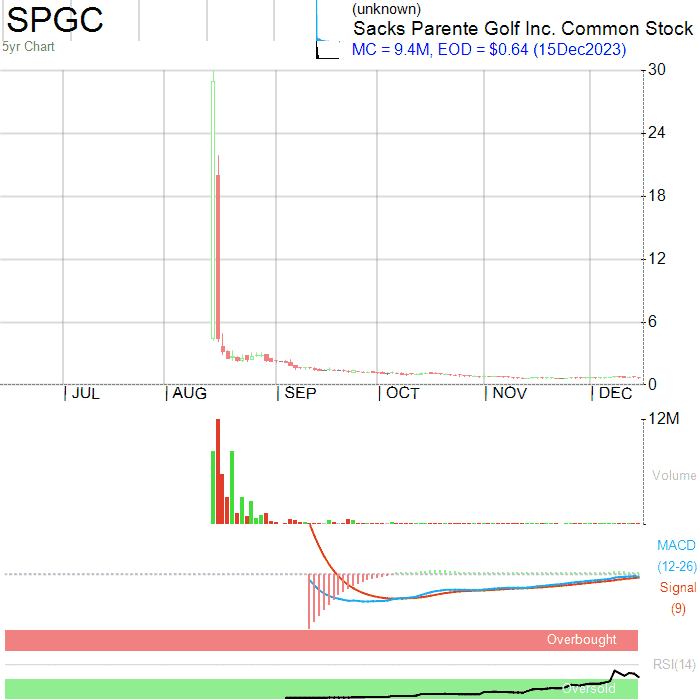 SPGC
5yr Chart
(unknown)
Sacks Parente Golf Inc. Common Stock
MC = 9.4M, EOD = $0.64 (15Dec2023)
30
24
18
12
6
0
JUL
AUG
SEP
OCT
NOV
DEC
12M
Volume
MACD
(12-26)
Signal
(9)
Overbought
RSI(14)
Oversold